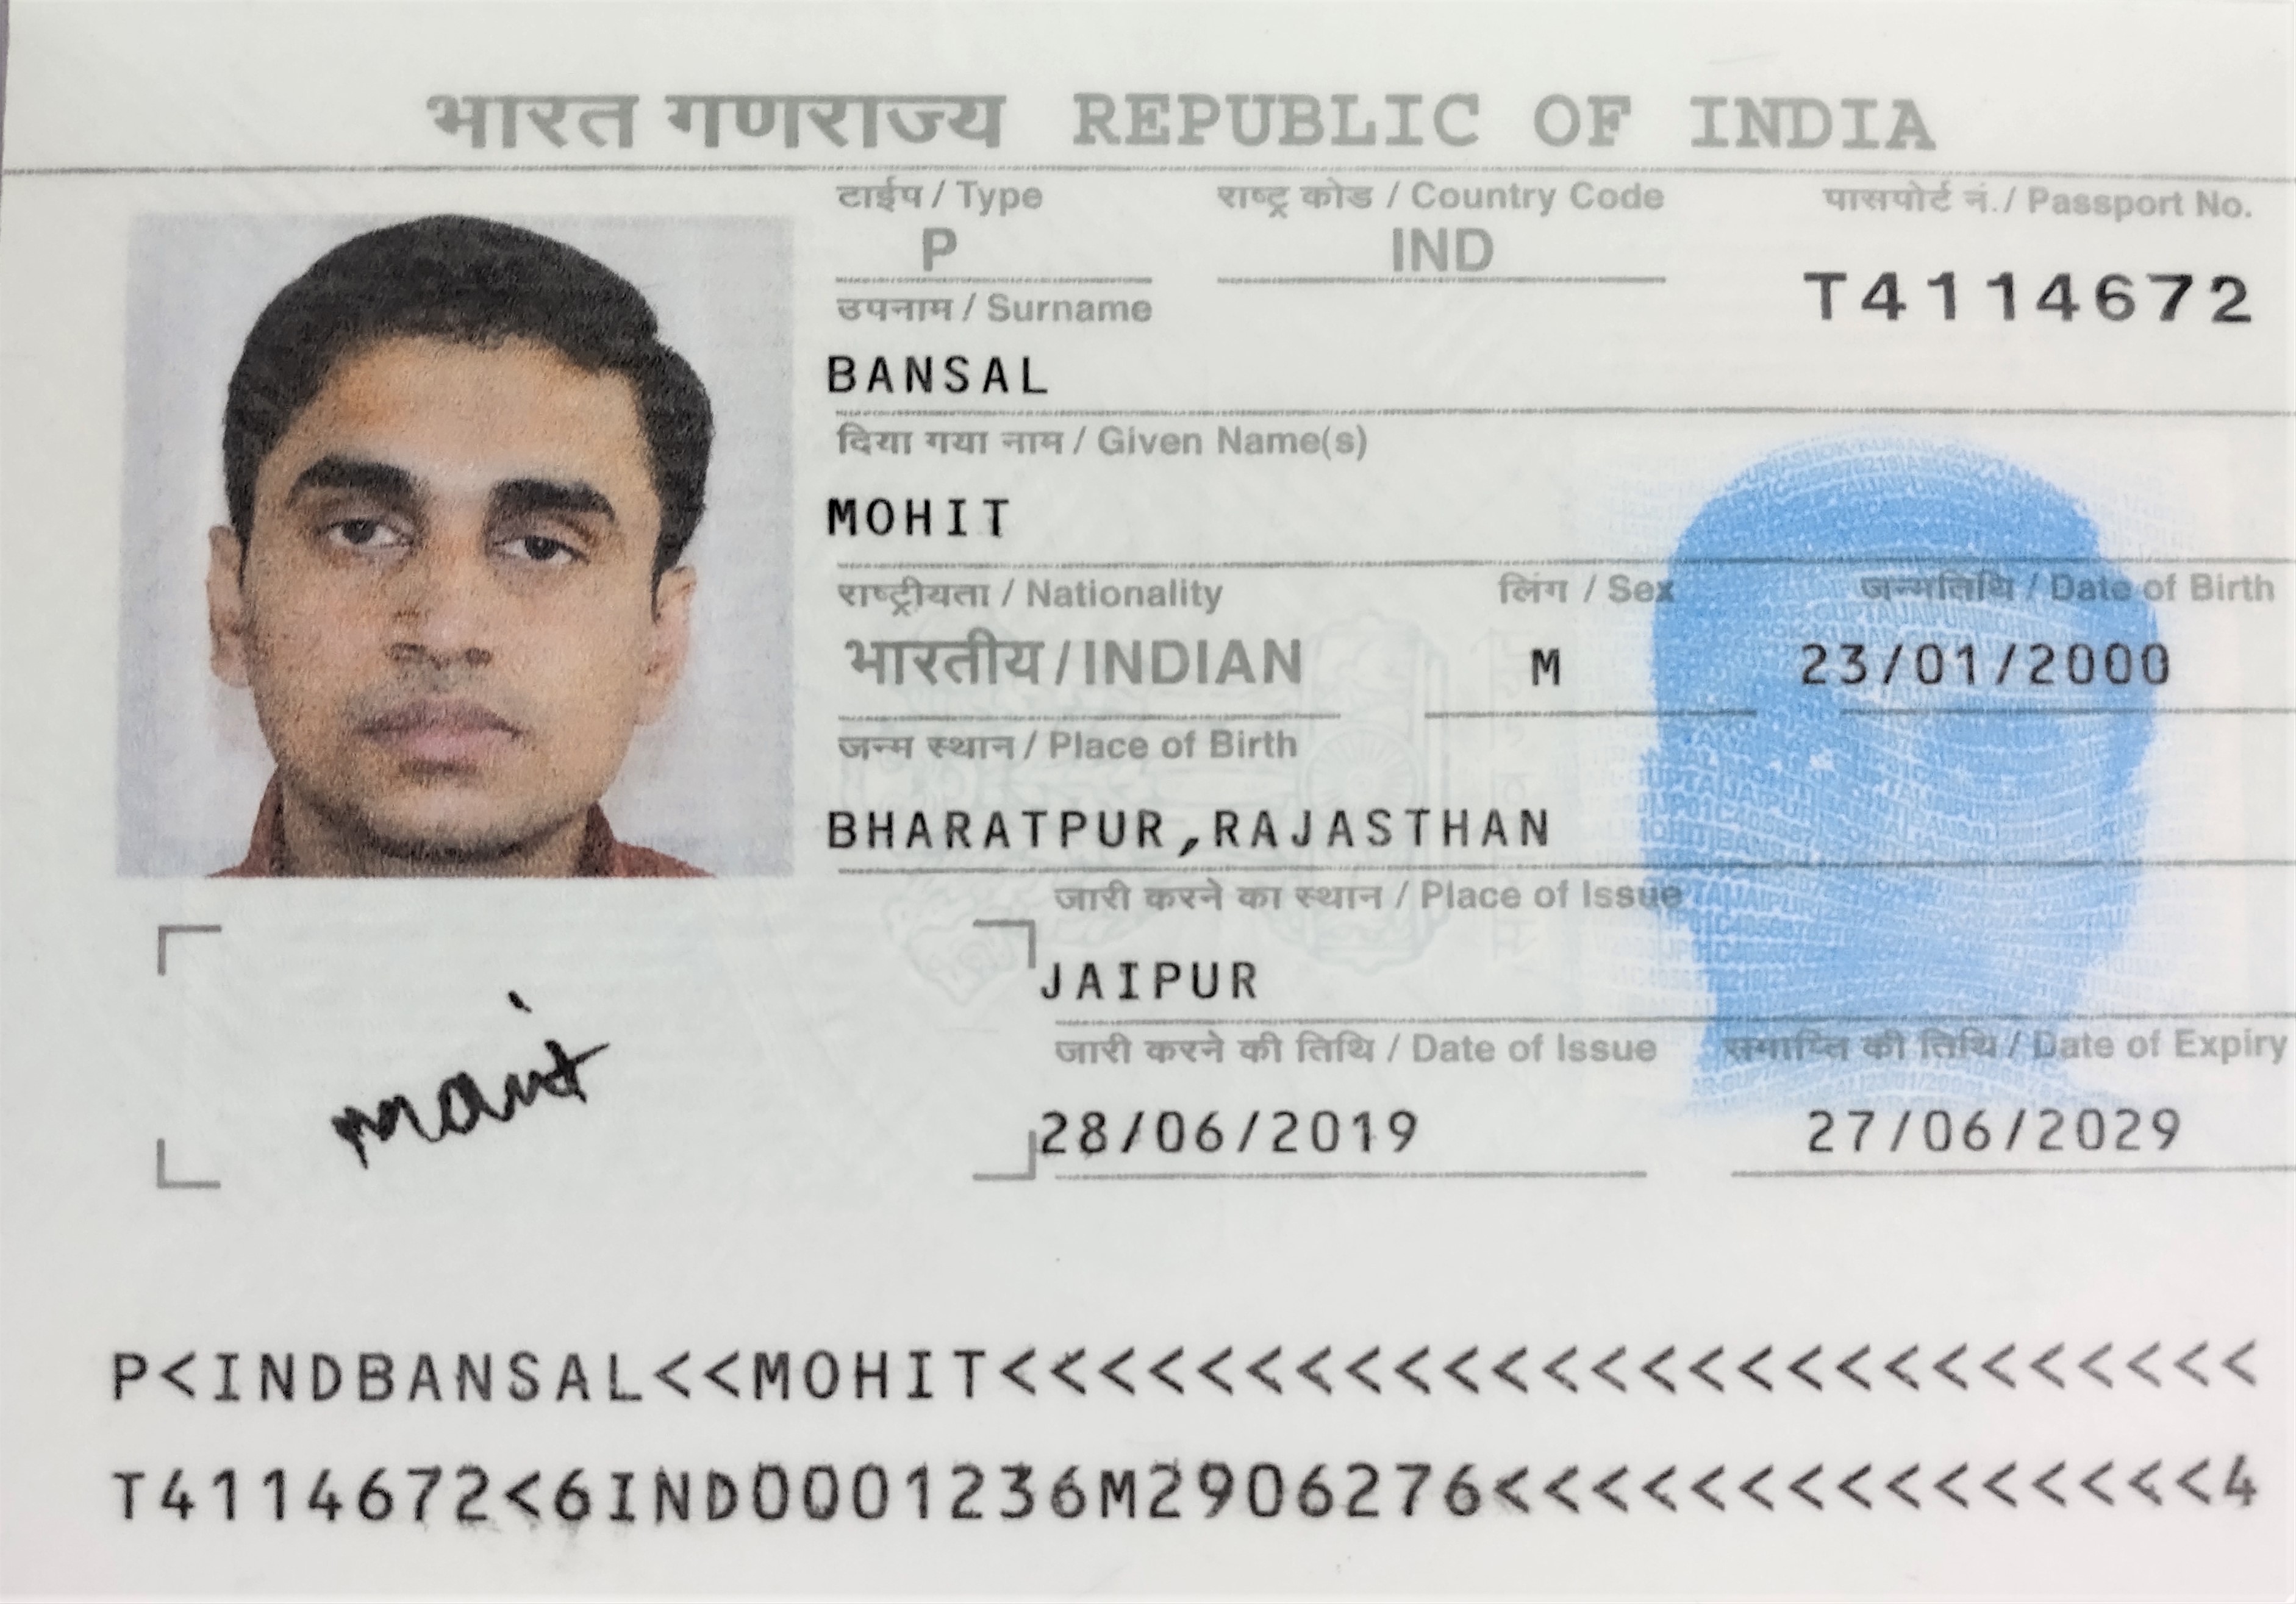 भारत गणराज्य REPUBLIC OF INDIA
टाईप / Type राष्ट्र कोड / Country Code पासपोर्ट नं. / Passport No.
P IND T4114672
उपनाम / Surname
BANSAL
दिया गया नाम / Given Name(s)
MOHIT
राष्ट्रीयता / Nationality लिंग / Sex जन्मतिथि / Date of Birth
भारतीय / INDIAN M 23/01/2000
जन्म स्थान / Place of Birth
BHARATPUR,RAJASTHAN
जारी करने का स्थान / Place of Issue
JAIPUR
जारी करने की तिथि / Date of Issue समाप्ति की तिथि / Date of Expiry
28/06/2019 27/06/2029
P<INDBANSAL<<MOHIT<<<<<<<<<<<<<<<<<<<<<<<<<<
T4114672<6IND0001236M2906276<<<<<<<<<<<<<<<4